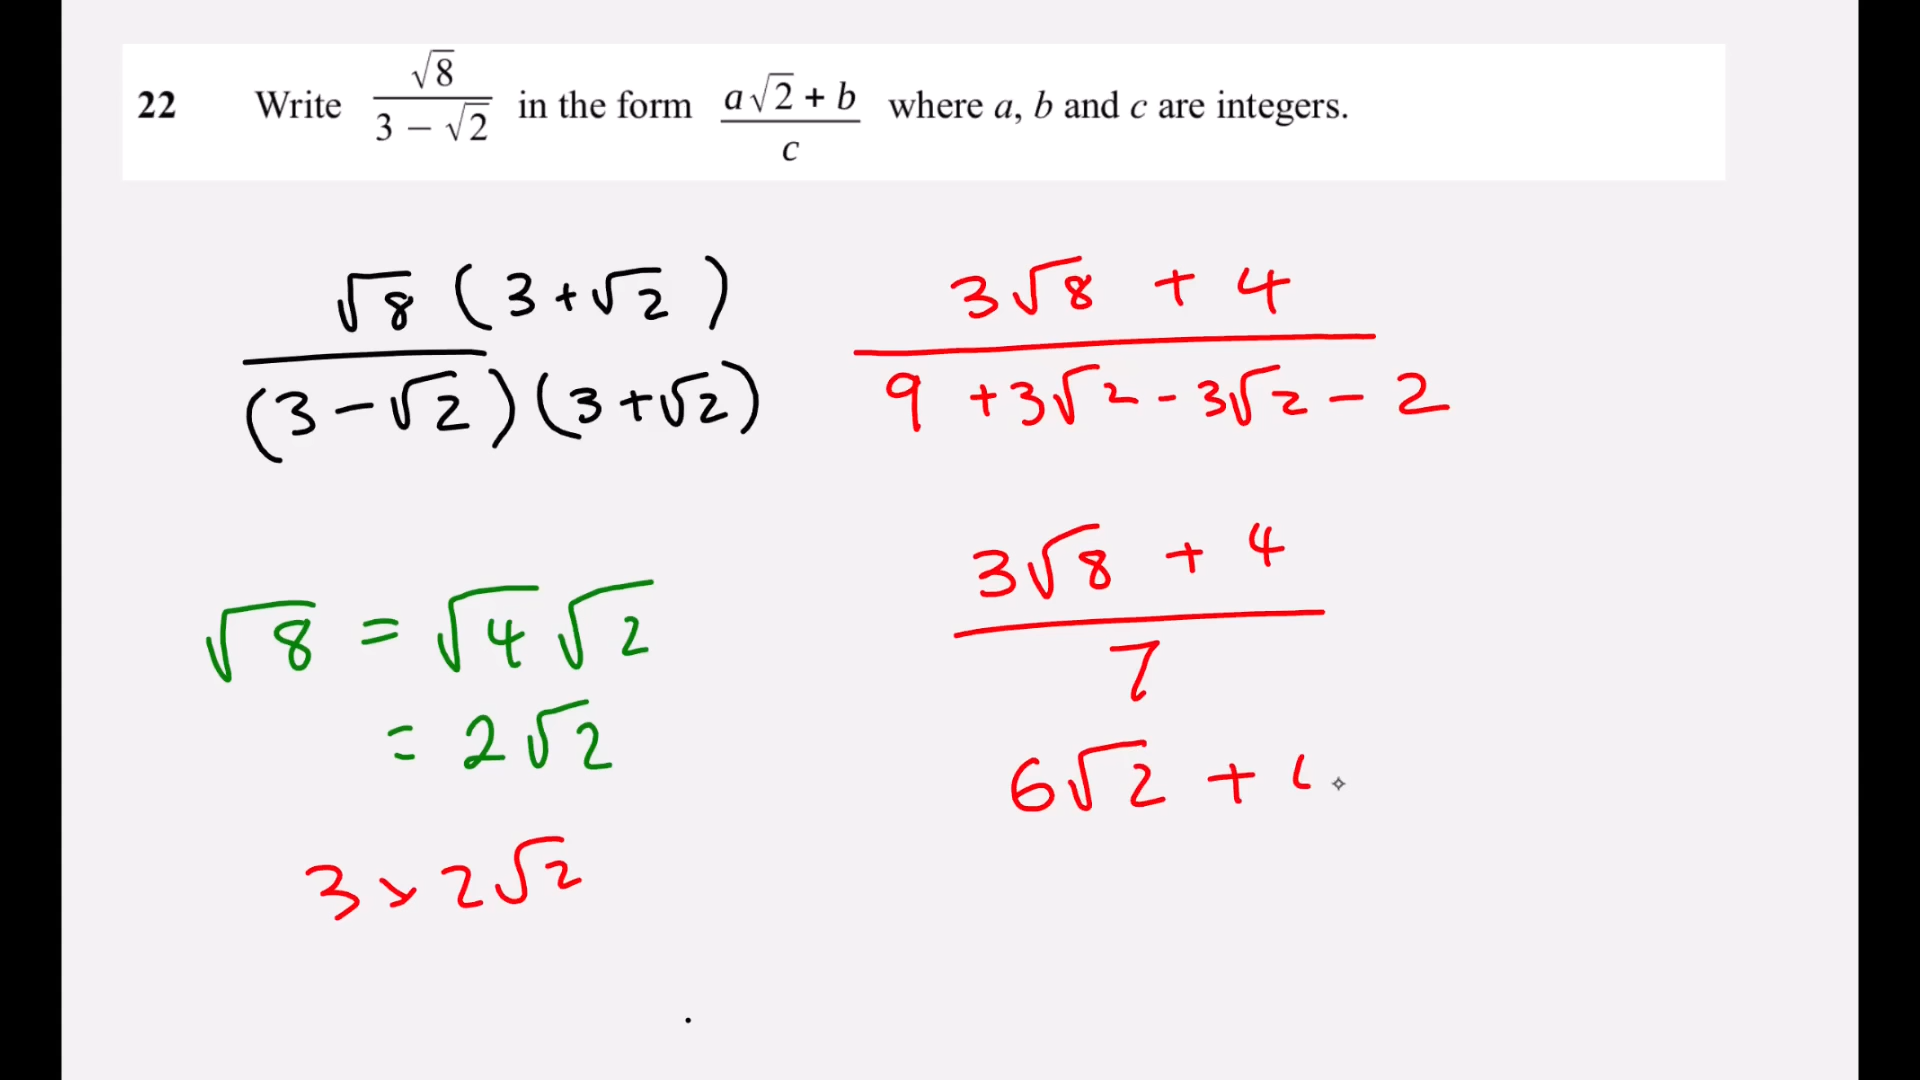 22 Write √8 / (3 − √2) in the form (a√2 + b) / c where a, b and c are integers.
√8 (3 + √2)
(3 − √2)(3 + √2)
3√8 + 4
9 + 3√2 - 3√2 - 2
√8 = √4 √2
= 2√2
3 × 2√2
3√8 + 4
7
6√2 +